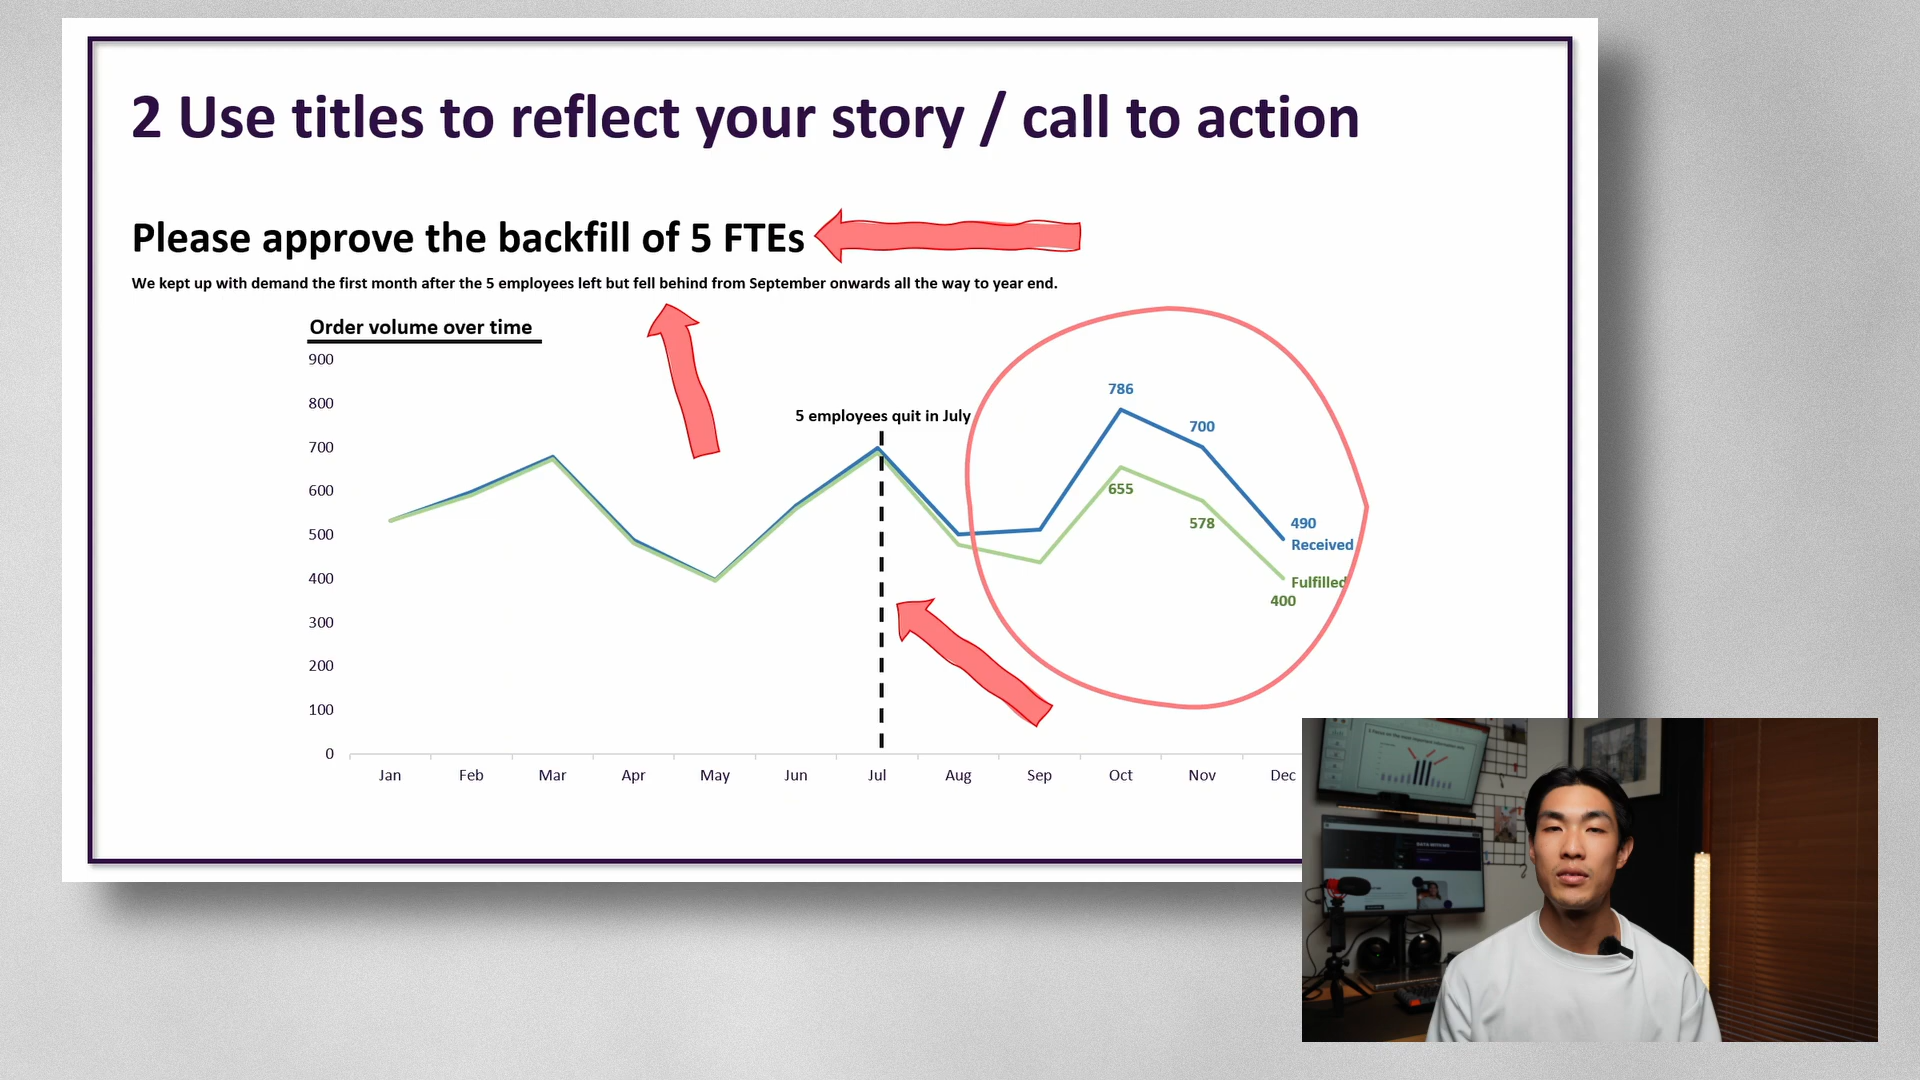 2 Use titles to reflect your story / call to action
Please approve the backfill of 5 FTEs
We kept up with demand the first month after the 5 employees left but fell behind from September onwards all the way to year end.
Order volume over time
900
800
700
600
500
400
300
200
100
0
5 employees quit in July
786
700
655
578
490
Received
Fulfilled
400
Jan Feb Mar Apr May Jun Jul Aug Sep Oct Nov Dec